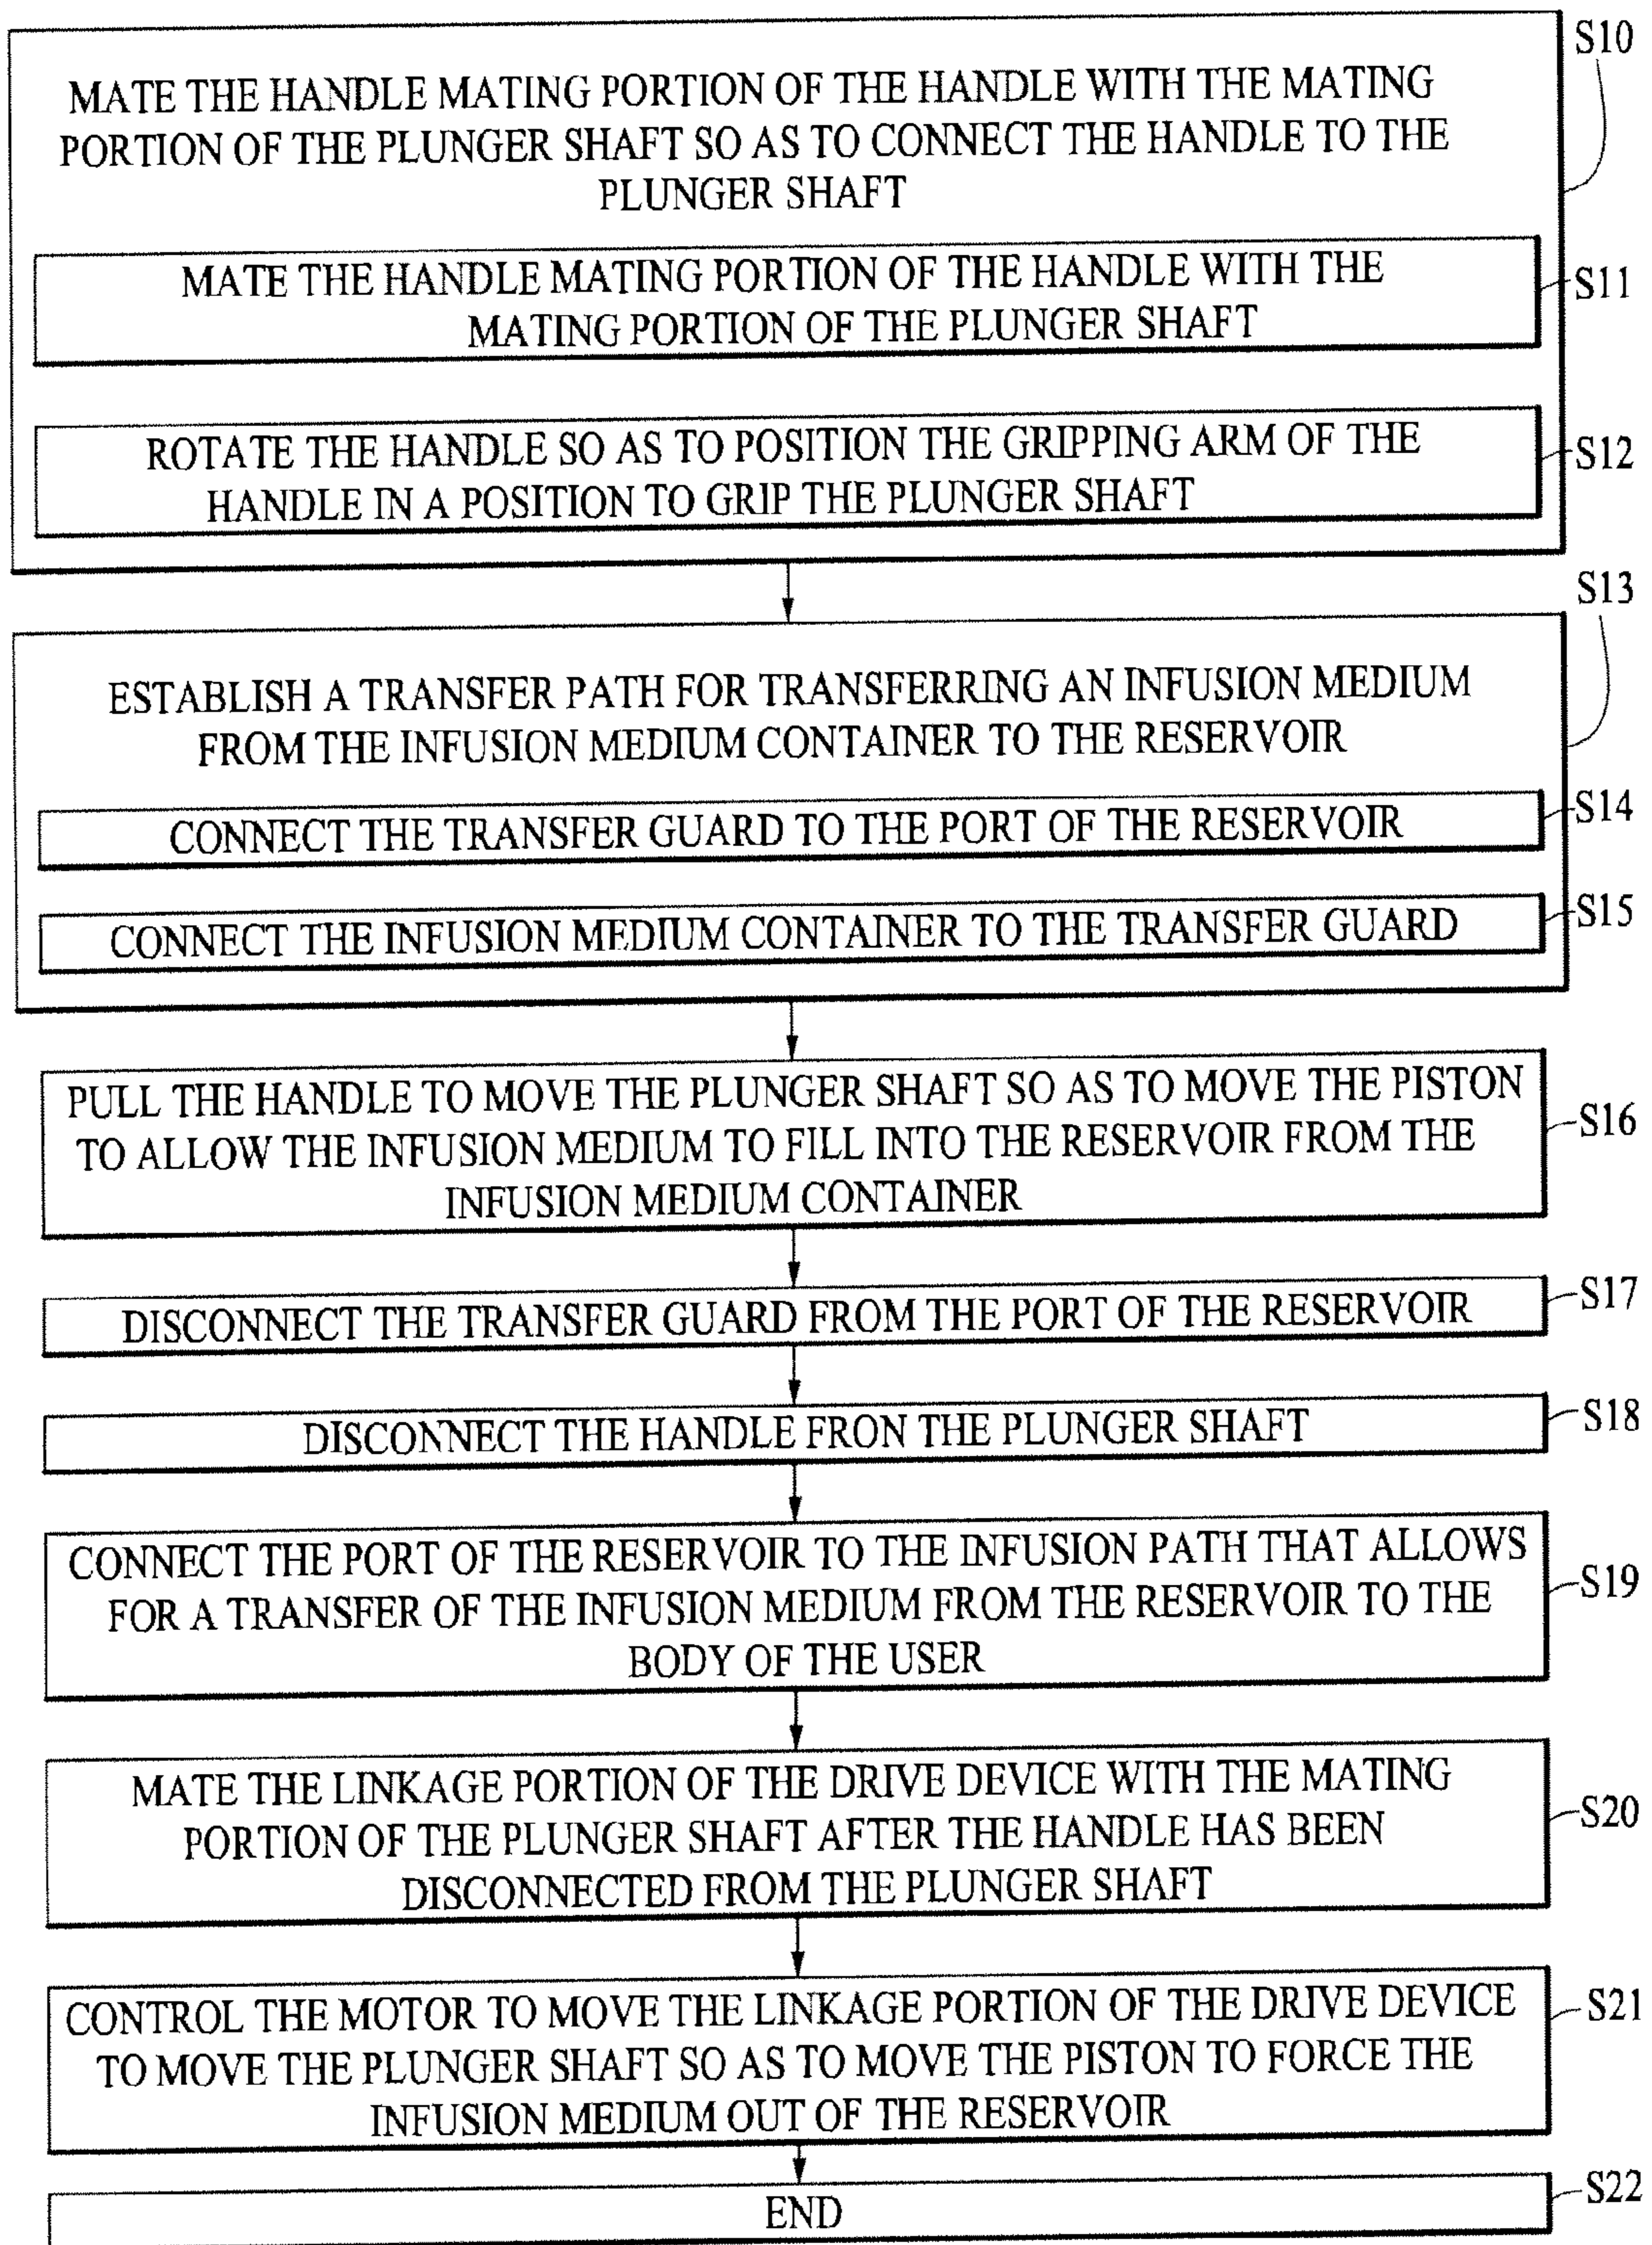 S10
MATE THE HANDLE MATING PORTION OF THE HANDLE WITH THE MATING
PORTION OF THE PLUNGER SHAFT SO AS TO CONNECT THE HANDLE TO THE
PLUNGER SHAFT
MATE THE HANDLE MATING PORTION OF THE HANDLE WITH THE
MATING PORTION OF THE PLUNGER SHAFT
S11
ROTATE THE HANDLE SO AS TO POSITION THE GRIPPING ARM OF THE
HANDLE IN A POSITION TO GRIP THE PLUNGER SHAFT
S12
S13
ESTABLISH A TRANSFER PATH FOR TRANSFERRING AN INFUSION MEDIUM
FROM THE INFUSION MEDIUM CONTAINER TO THE RESERVOIR
CONNECT THE TRANSFER GUARD TO THE PORT OF THE RESERVOIR
S14
CONNECT THE INFUSION MEDIUM CONTAINER TO THE TRANSFER GUARD
S15
PULL THE HANDLE TO MOVE THE PLUNGER SHAFT SO AS TO MOVE THE PISTON
TO ALLOW THE INFUSION MEDIUM TO FILL INTO THE RESERVOIR FROM THE
INFUSION MEDIUM CONTAINER
S16
DISCONNECT THE TRANSFER GUARD FROM THE PORT OF THE RESERVOIR
S17
DISCONNECT THE HANDLE FRON THE PLUNGER SHAFT
S18
CONNECT THE PORT OF THE RESERVOIR TO THE INFUSION PATH THAT ALLOWS
FOR A TRANSFER OF THE INFUSION MEDIUM FROM THE RESERVOIR TO THE
BODY OF THE USER
S19
MATE THE LINKAGE PORTION OF THE DRIVE DEVICE WITH THE MATING
PORTION OF THE PLUNGER SHAFT AFTER THE HANDLE HAS BEEN
DISCONNECTED FROM THE PLUNGER SHAFT
S20
CONTROL THE MOTOR TO MOVE THE LINKAGE PORTION OF THE DRIVE DEVICE
TO MOVE THE PLUNGER SHAFT SO AS TO MOVE THE PISTON TO FORCE THE
INFUSION MEDIUM OUT OF THE RESERVOIR
S21
END
S22